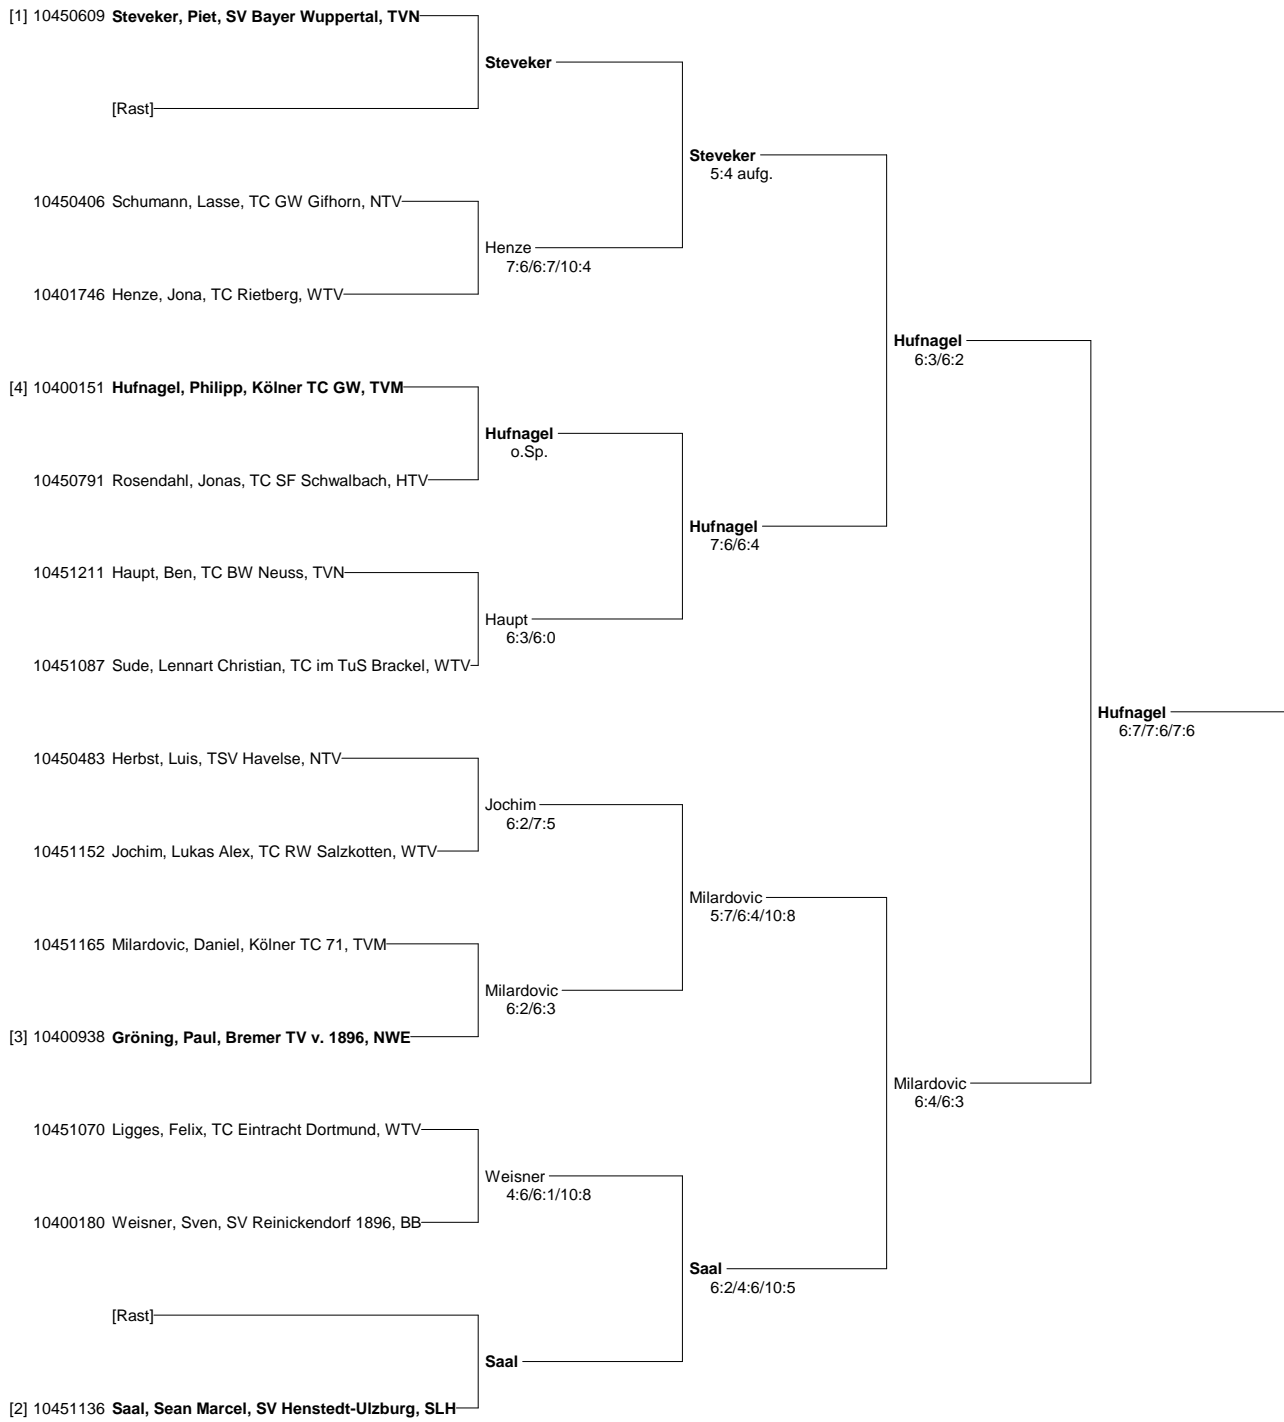 [1] 10450609 Steveker, Piet, SV Bayer Wuppertal, TVN
Steveker
[Rast]
Steveker
5:4 aufg.
10450406 Schumann, Lasse, TC GW Gifhorn, NTV
Henze
7:6/6:7/10:4
10401746 Henze, Jona, TC Rietberg, WTV
Hufnagel
6:3/6:2
[4] 10400151 Hufnagel, Philipp, Kölner TC GW, TVM
Hufnagel
o.Sp.
10450791 Rosendahl, Jonas, TC SF Schwalbach, HTV
Hufnagel
7:6/6:4
10451211 Haupt, Ben, TC BW Neuss, TVN
Haupt
6:3/6:0
10451087 Sude, Lennart Christian, TC im TuS Brackel, WTV
Hufnagel
6:7/7:6/7:6
10450483 Herbst, Luis, TSV Havelse, NTV
Jochim
6:2/7:5
10451152 Jochim, Lukas Alex, TC RW Salzkotten, WTV
Milardovic
5:7/6:4/10:8
10451165 Milardovic, Daniel, Kölner TC 71, TVM
Milardovic
6:2/6:3
[3] 10400938 Gröning, Paul, Bremer TV v. 1896, NWE
Milardovic
6:4/6:3
10451070 Ligges, Felix, TC Eintracht Dortmund, WTV
Weisner
4:6/6:1/10:8
10400180 Weisner, Sven, SV Reinickendorf 1896, BB
Saal
6:2/4:6/10:5
[Rast]
Saal
[2] 10451136 Saal, Sean Marcel, SV Henstedt-Ulzburg, SLH